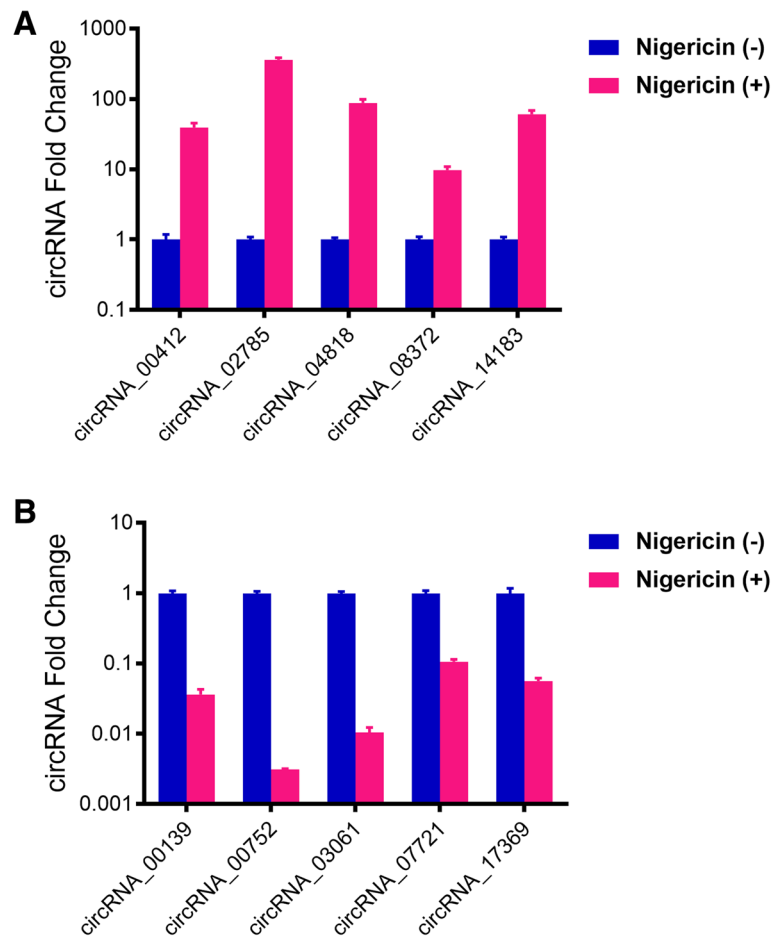 A
circRNA Fold Change
1000
100
10
1
0.1
circRNA_00412
circRNA_02785
circRNA_04818
circRNA_08372
circRNA_14183
Nigericin (-)
Nigericin (+)
B
circRNA Fold Change
10
1
0.1
0.01
0.001
circRNA_00139
circRNA_00752
circRNA_03061
circRNA_07721
circRNA_17369
Nigericin (-)
Nigericin (+)